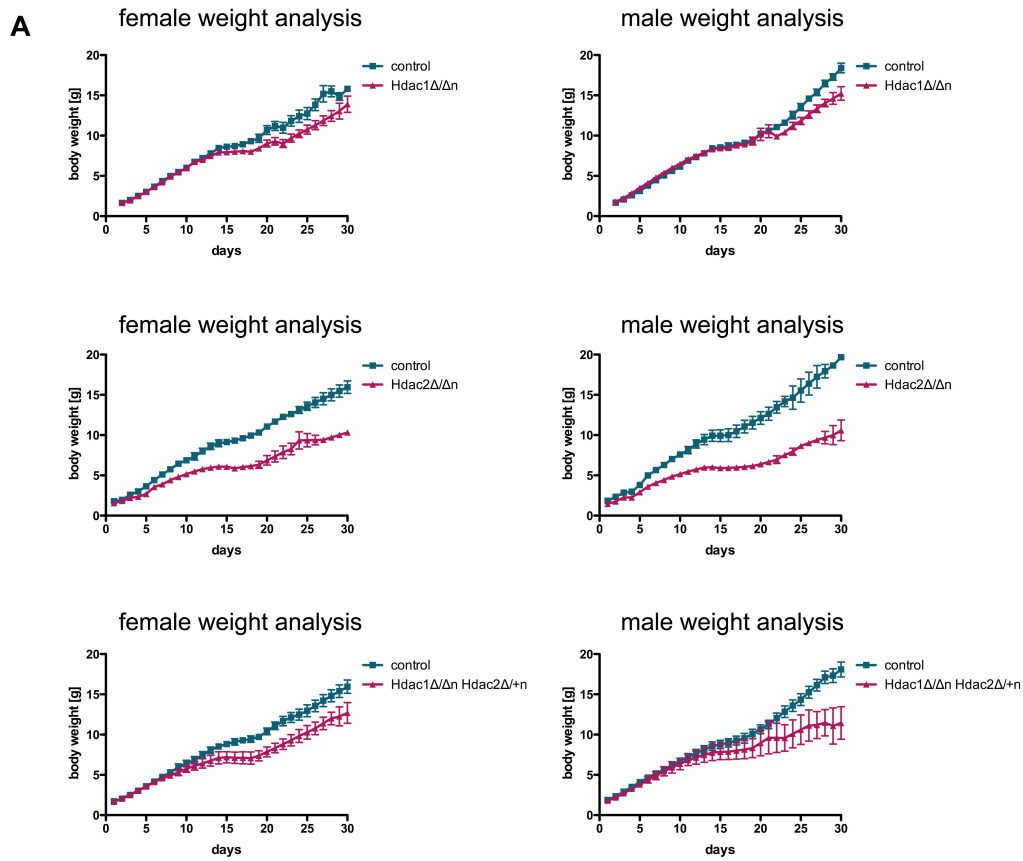 A
female weight analysis
male weight analysis
20
15
10
5
0
body weight [g]
0 5 10 15 20 25 30
days
control
Hdac1Δ/Δn
20
15
10
5
0
body weight [g]
0 5 10 15 20 25 30
days
control
Hdac1Δ/Δn
female weight analysis
male weight analysis
20
15
10
5
0
body weight [g]
0 5 10 15 20 25 30
days
control
Hdac2Δ/Δn
20
15
10
5
0
body weight [g]
0 5 10 15 20 25 30
days
control
Hdac2Δ/Δn
female weight analysis
male weight analysis
20
15
10
5
0
body weight [g]
0 5 10 15 20 25 30
days
control
Hdac1Δ/Δn Hdac2Δ/+n
20
15
10
5
0
body weight [g]
0 5 10 15 20 25 30
days
control
Hdac1Δ/Δn Hdac2Δ/+n